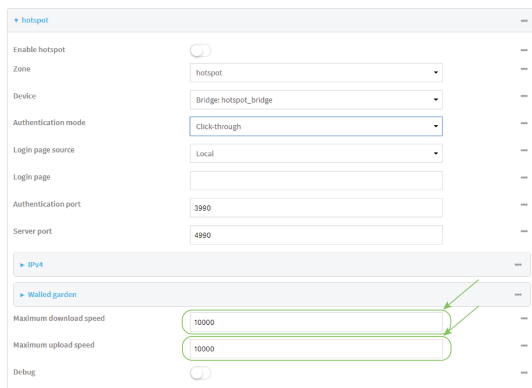 hotspot
Enable hotspot
Zone
hotspot
Device
Bridge: hotspot_bridge
Authentication mode
Click-through
Login page source
Local
Login page
Authentication port
3990
Server port
4990
IPv4
Walled garden
Maximum download speed
10000
Maximum upload speed
10000
Debug